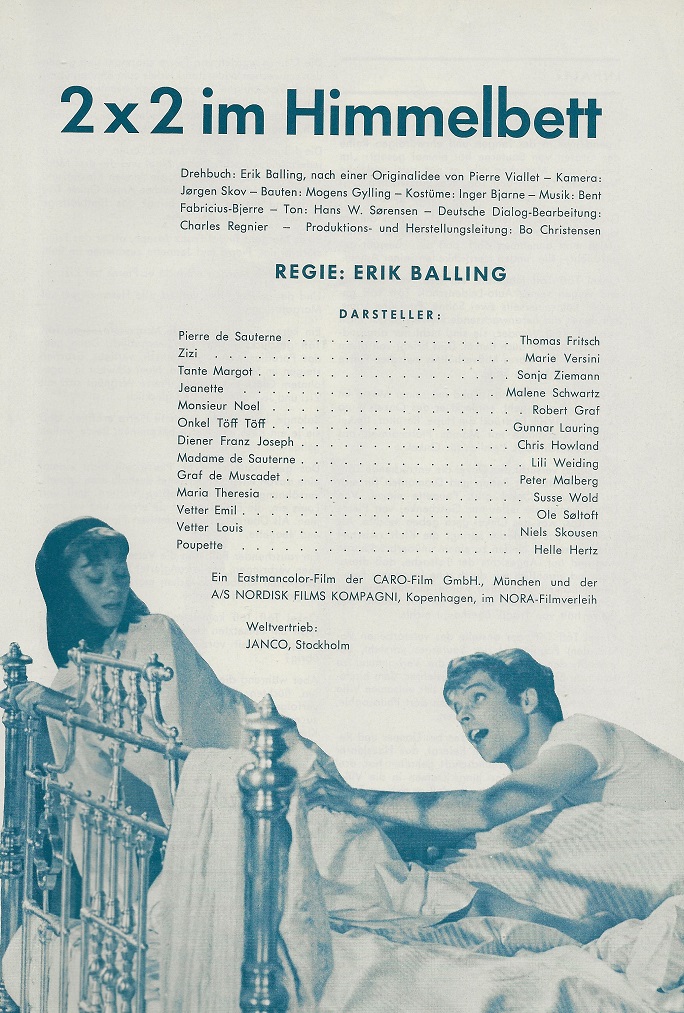 2 x 2 im Himmelbett
Drehbuch: Erik Balling, nach einer Originalidee von Pierre Viallet – Kamera:
Jørgen Skov – Bauten: Mogens Gylling – Kostüme: Inger Bjarne – Musik: Bent
Fabricius-Bjerre – Ton: Hans W. Sørensen – Deutsche Dialog-Bearbeitung:
Charles Regnier – Produktions- und Herstellungsleitung: Bo Christensen
REGIE: ERIK BALLING
DARSTELLER:
Pierre de Sauterne . . . . . . . . . . . . . . . . Thomas Fritsch
Zizi . . . . . . . . . . . . . . . . . . . . Marie Versini
Tante Margot . . . . . . . . . . . . . . . . . . Sonja Ziemann
Jeanette . . . . . . . . . . . . . . . . . . Malene Schwartz
Monsieur Noel . . . . . . . . . . . . . . . . . . Robert Graf
Onkel Töff Töff . . . . . . . . . . . . . . . . . Gunnar Lauring
Diener Franz Joseph . . . . . . . . . . . . . . . Chris Howland
Madame de Sauterne . . . . . . . . . . . . . . . . Lili Weiding
Graf de Muscadet . . . . . . . . . . . . . . . . Peter Malberg
Maria Theresia . . . . . . . . . . . . . . . . . Susse Wold
Vetter Emil . . . . . . . . . . . . . . . . . . . Ole Søltoft
Vetter Louis . . . . . . . . . . . . . . . . . . Niels Skousen
Poupette . . . . . . . . . . . . . . . . . . . . Helle Hertz
Ein Eastmancolor-Film der CARO-Film GmbH., München und der
A/S NORDISK FILMS KOMPAGNI, Kopenhagen, im NORA-Filmverleih
Weltvertrieb:
JANCO, Stockholm